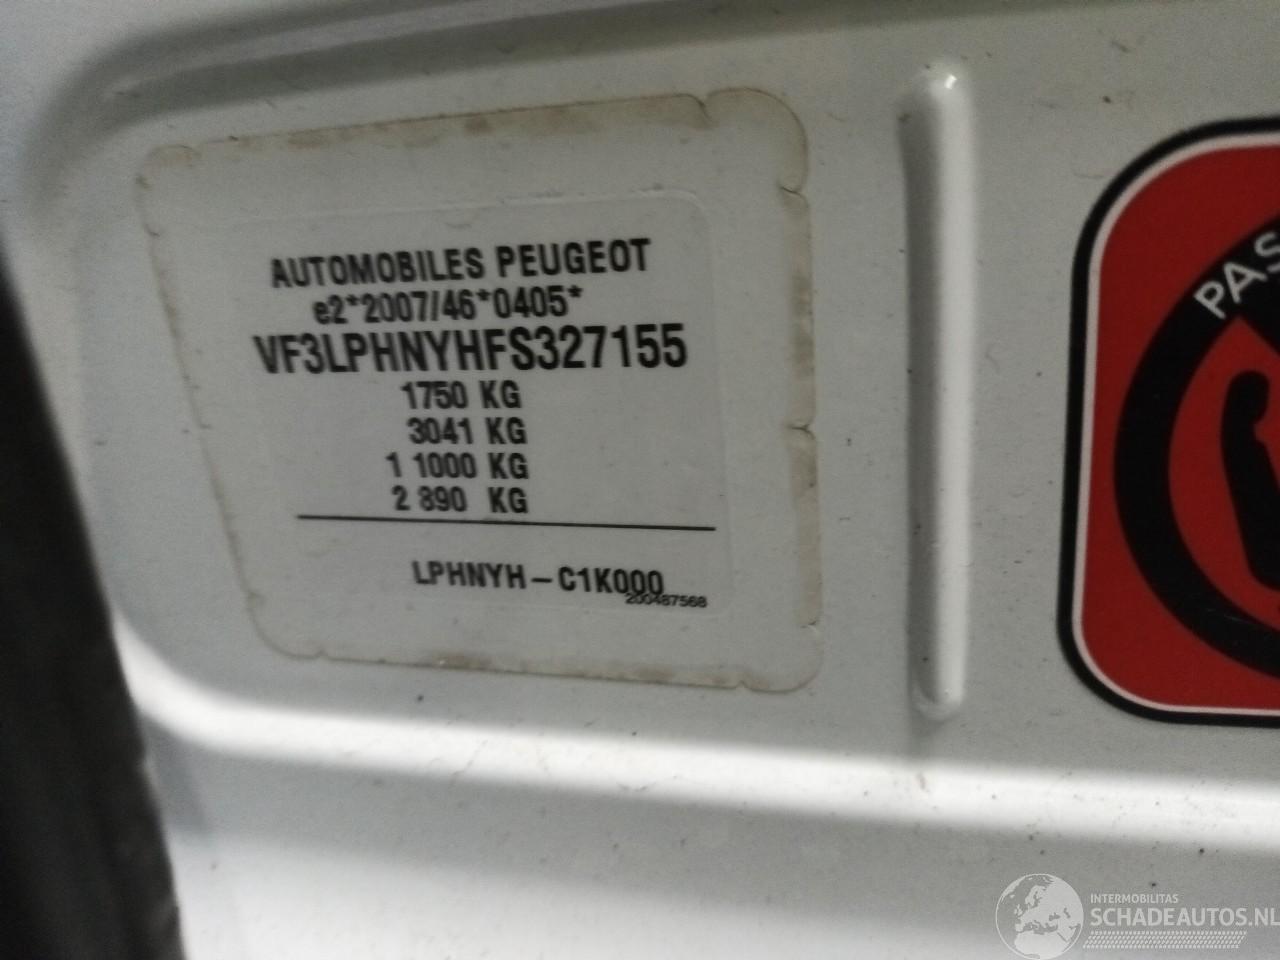 AUTOMOBILES PEUGEOT
e2*2007/46*0405*
VF3LPHNYHFS327155
1750 KG
3041 KG
1 1000 KG
2 890 KG
LPHNYH-C1K000
200487568
PAS
INTERMOBILITAS
SCHADEAUTOS.NL